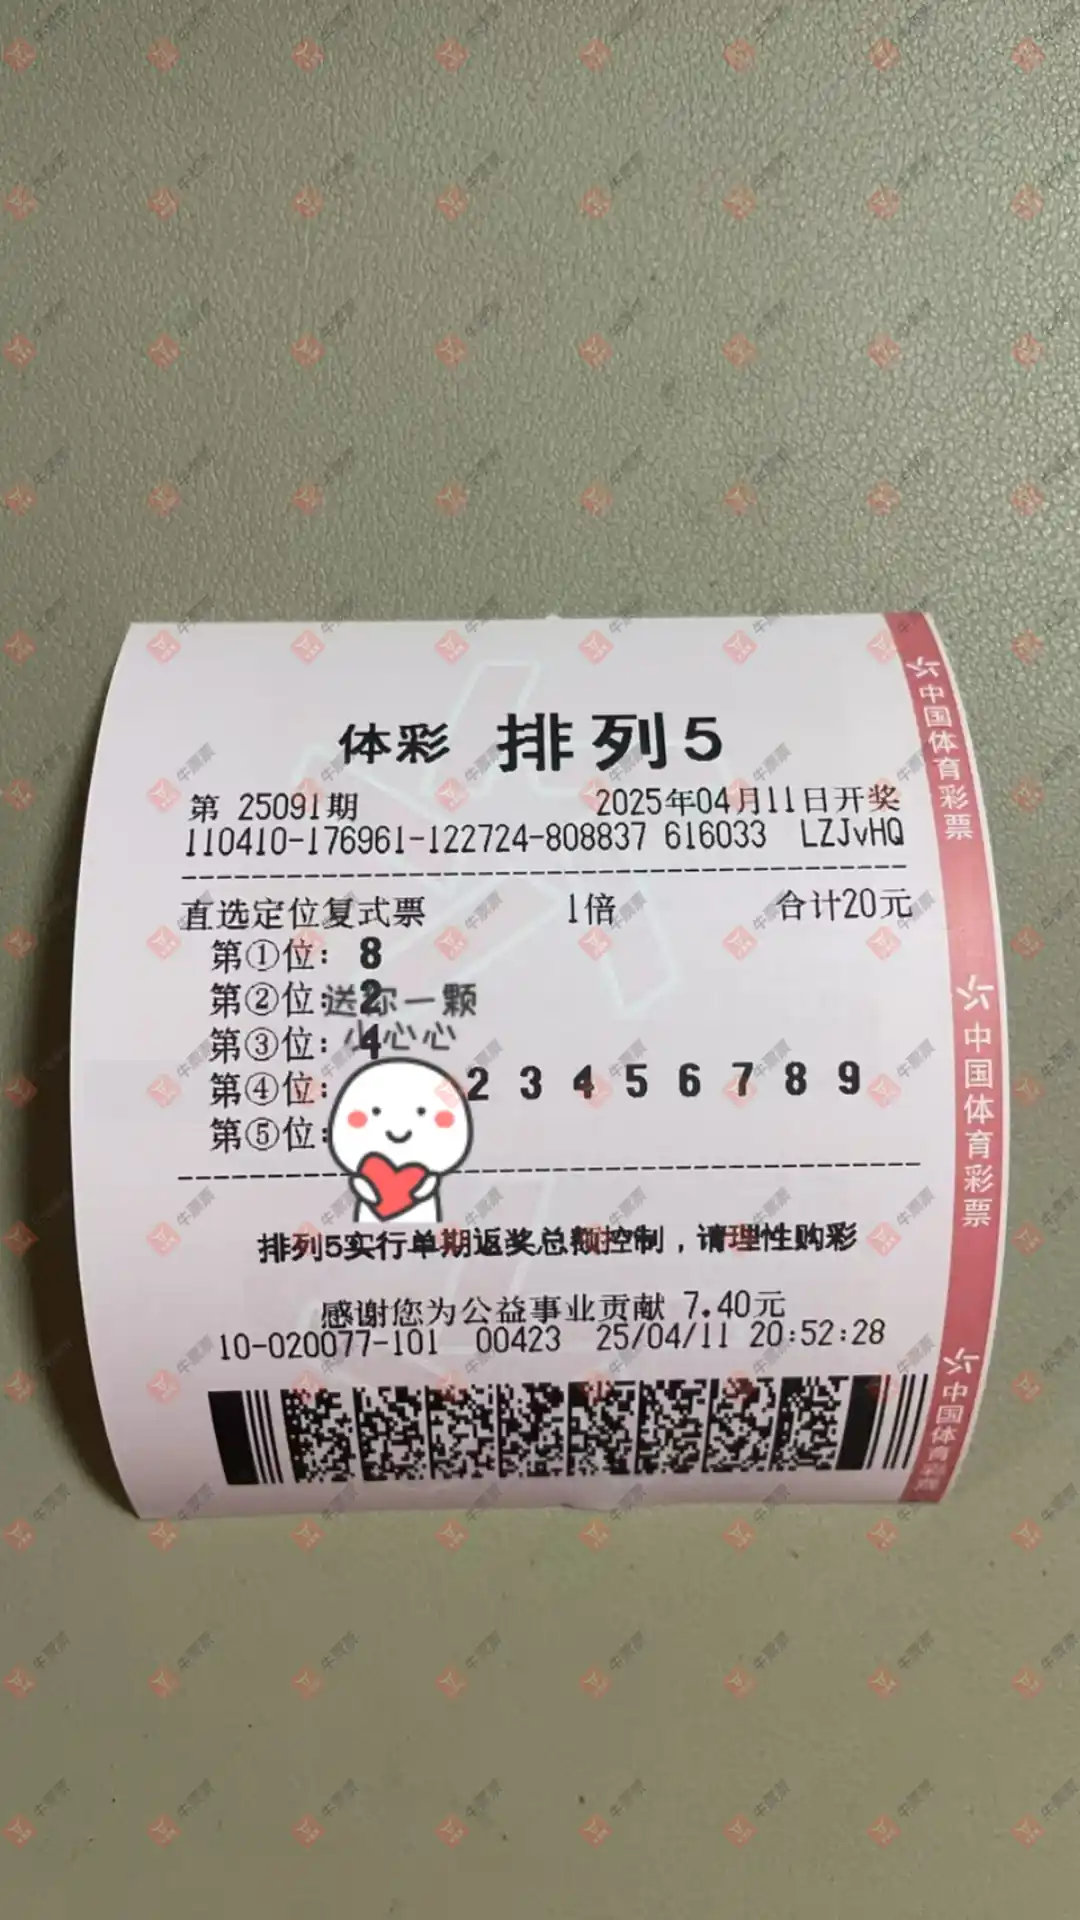 体彩 排列5
第 25091期 2025年04月11日开奖
110410-176961-122724-808837 616033 LZJvHQ
直选定位复式票 1倍 合计20元
第①位: 8
第②位: 2
送你一颗
第③位: 4
小心心
第④位: 2 3 4 5 6 7 8 9
第⑤位:
排列5实行单期返奖总额控制，请理性购彩
感谢您为公益事业贡献 7.40元
10-020077-101 00423 25/04/11 20:52:28
中国体育彩票
中国体育彩票
中国体育彩票
牛票票